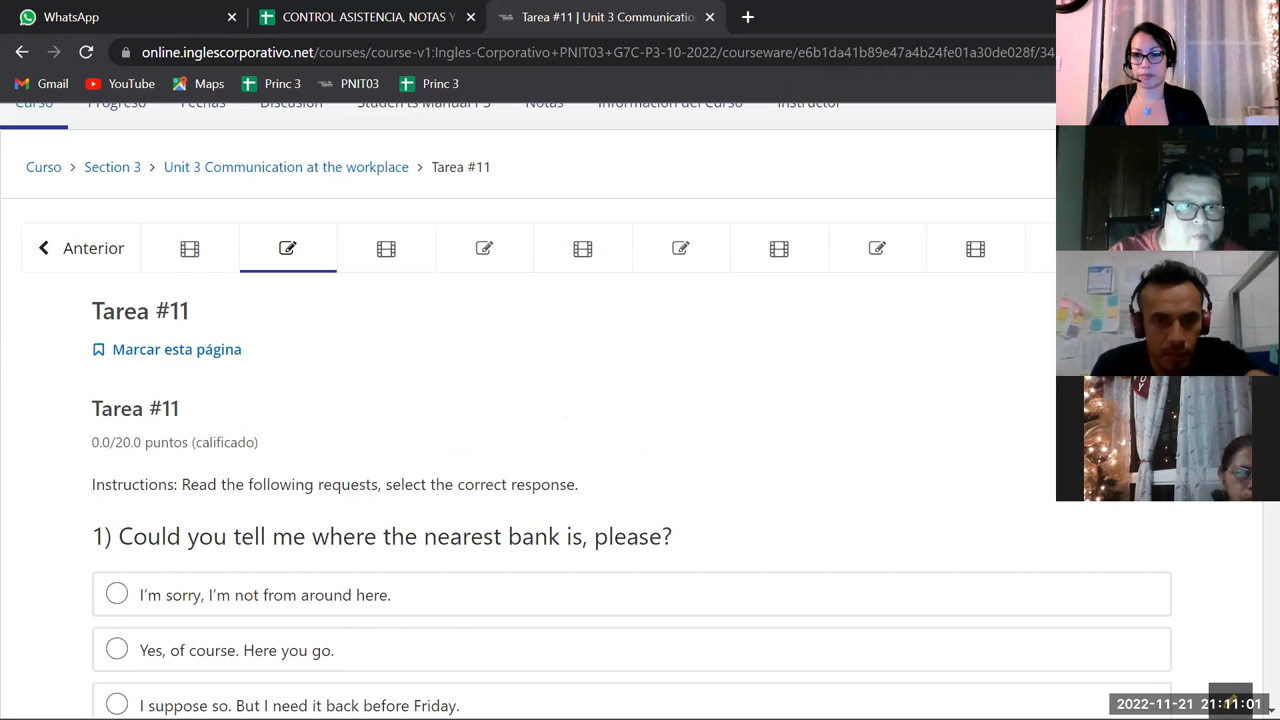 WhatsApp
CONTROL ASISTENCIA, NOTAS Y
Tarea #11 | Unit 3 Communicatio
online.inglescorporativo.net/courses/course-v1:Ingles-Corporativo+PNIT03+G7C-P3-10-2022/courseware/e6b1da41b89e47a4b24fe01a30de028f/34
Gmail
YouTube
Maps
Princ 3
PNIT03
Princ
Curso
Progreso
Fechas
Discusión
Students Manual P3
Notas
Información del Curso
Instructor
Curso > Section 3 > Unit 3 Communication at the workplace > Tarea #11
Anterior
Tarea #11
Marcar esta página
Tarea #11
0.0/20.0 puntos (calificado)
Instructions: Read the following requests, select the correct response.
1) Could you tell me where the nearest bank is, please?
I'm sorry, I'm not from around here.
Yes, of course. Here you go.
I suppose so. But I need it back before Friday.
2022-11-21 21:11:01